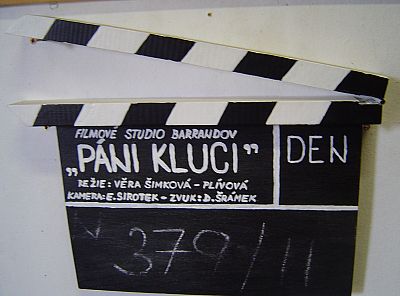 FILMOVÉ STUDIO BARRANDOV
„PÁNI KLUCI“
REŽIE: VĚRA ŠIMKOVÁ - PLÍVOVÁ
KAMERA: E. SIROTEK - ZVUK: D. ŠRÁMEK
DEN
379/11